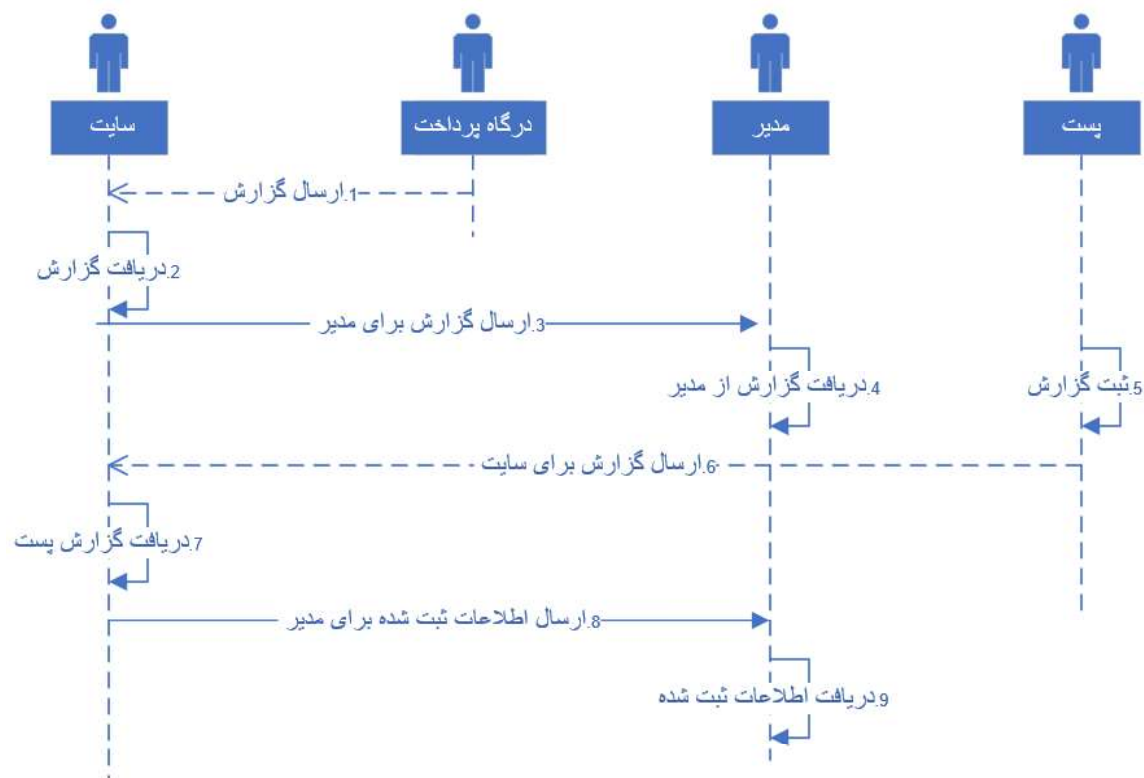 سایت
درگاه پرداخت
مدیر
پست
1.ارسال گزارش
2.دریافت گزارش
3.ارسال گزارش برای مدیر
4.دریافت گزارش از مدیر
5.ثبت گزارش
6.ارسال گزارش برای سایت
7.دریافت گزارش پست
8.ارسال اطلاعات ثبت شده برای مدیر
9.دریافت اطلاعات ثبت شده